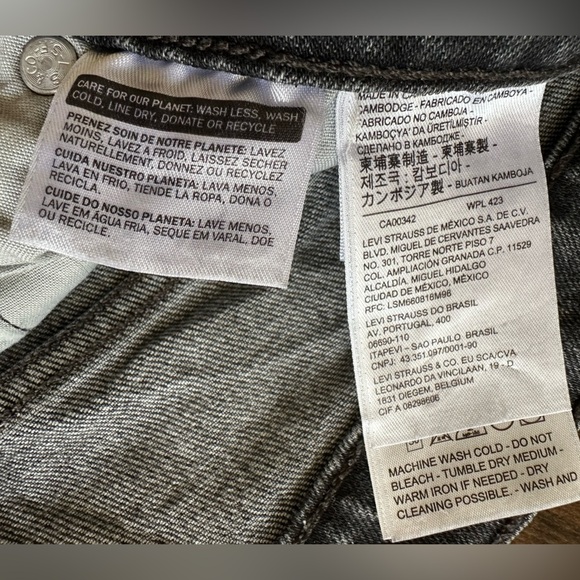 CARE FOR OUR PLANET: WASH LESS, WASH
COLD, LINE DRY, DONATE OR RECYCLE
PRENEZ SOIN DE NOTRE PLANETE: LAVEZ
MOINS, LAVEZ À FROID, LAISSEZ SÉCHER
NATURELLEMENT, DONNEZ OU RECYCLEZ
CUIDA NUESTRO PLANETA: LAVA MENOS,
LAVA EN FRIO, TIENDE LA ROPA, DONA O
RECICLA.
CUIDE DO NOSSO PLANETA: LAVE MENOS,
LAVE EM ÁGUA FRIA, SEQUE EM VARAL, DOE
OU RECICLE.
MADE IN
CAMBODGE - FABRICADO EN CAMBOYA -
FABRICADO NO CAMBOJA -
KAMBOÇYA' DA ÜRETİLMİŞTİR -
СДЕЛАНО В КАМБОДЖЕ -
柬埔寨制造 - 柬埔寨製 -
제조국 : 캄보디아 -
カンボジア製 - BUATAN KAMBOJA
CA00342 WPL 423
LEVI STRAUSS DE MÉXICO S.A. DE C.V.
BLVD. MIGUEL DE CERVANTES SAAVEDRA
NO. 301, TORRE NORTE PISO 7
COL. AMPLIACIÓN GRANADA C.P. 11529
ALCALDÍA. MIGUEL HIDALGO
CIUDAD DE MÉXICO, MÉXICO
RFC: LSM660816M98
LEVI STRAUSS DO BRASIL
AV. PORTUGAL, 400
06690-110
ITAPEVI – SAO PAULO BRASIL
CNPJ: 43.351.097/0001-90
LEVI STRAUSS & CO. EU SCA/CVA
LEONARDO DA VINCILAAN, 19 - D
1831 DIEGEM, BELGIUM
CIF A 08298606
MACHINE WASH COLD - DO NOT
BLEACH - TUMBLE DRY MEDIUM -
WARM IRON IF NEEDED - DRY
CLEANING POSSIBLE. - WASH AND